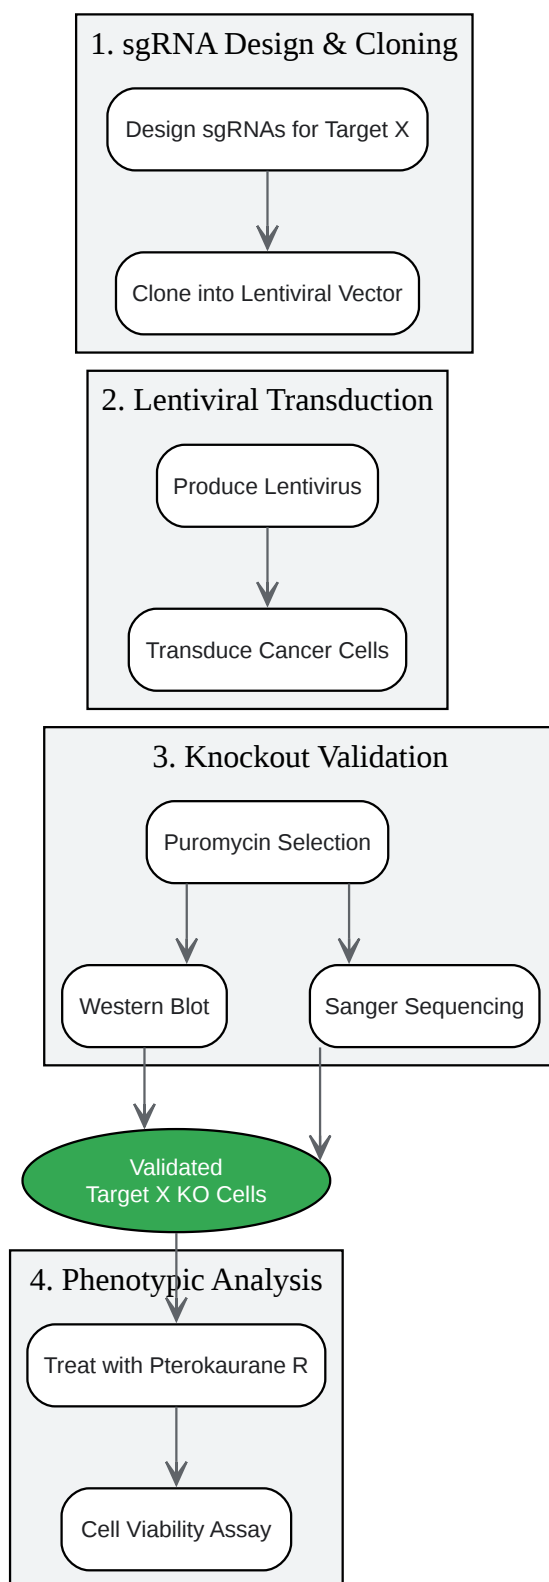 1. sgRNA Design & Cloning
Design sgRNAs for Target X
Clone into Lentiviral Vector
2. Lentiviral Transduction
Produce Lentivirus
Transduce Cancer Cells
3. Knockout Validation
Puromycin Selection
Western Blot
Sanger Sequencing
Validated
Target X KO Cells
4. Phenotypic Analysis
Treat with Pterokaurane R
Cell Viability Assay